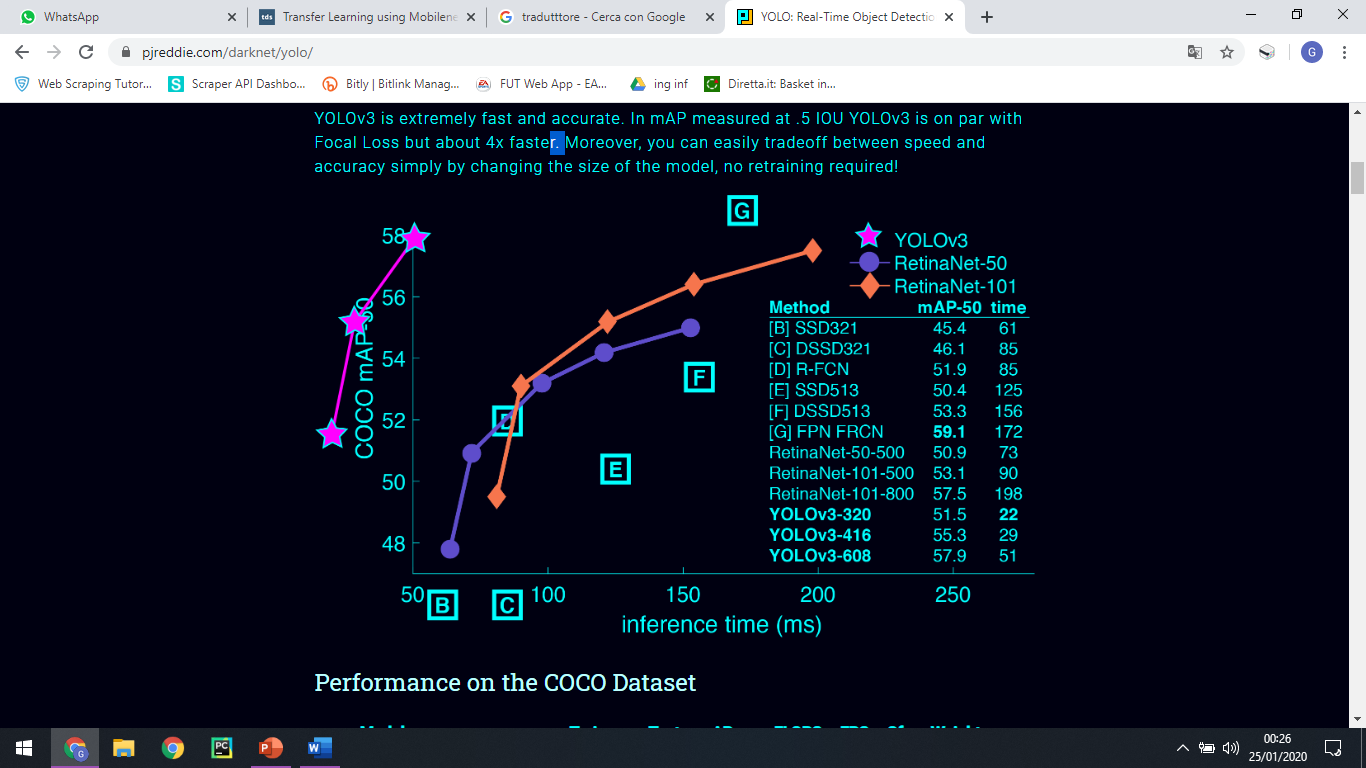 WhatsApp
Transfer Learning using Mobilene
tradutttore - Cerca con Google
YOLO: Real-Time Object Detectio
pjreddie.com/darknet/yolo/
G
Web Scraping Tutor...
Scraper API Dashbo...
Bitly | Bitlink Manag...
FUT Web App - EA...
ing inf
Diretta.it: Basket in...
YOLOv3 is extremely fast and accurate. In mAP measured at .5 IOU YOLOv3 is on par with
Focal Loss but about 4x faster. Moreover, you can easily tradeoff between speed and
accuracy simply by changing the size of the model, no retraining required!
G
58
56
54
52
50
48
COCO mAP-50
D
E
F
YOLOv3
RetinaNet-50
RetinaNet-101
Method mAP-50 time
[B] SSD321 45.4 61
[C] DSSD321 46.1 85
[D] R-FCN 51.9 85
[E] SSD513 50.4 125
[F] DSSD513 53.3 156
[G] FPN FRCN 59.1 172
RetinaNet-50-500 50.9 73
RetinaNet-101-500 53.1 90
RetinaNet-101-800 57.5 198
YOLOv3-320 51.5 22
YOLOv3-416 55.3 29
YOLOv3-608 57.9 51
50 B C 100 150 200 250
inference time (ms)
Performance on the COCO Dataset
00:26
25/01/2020